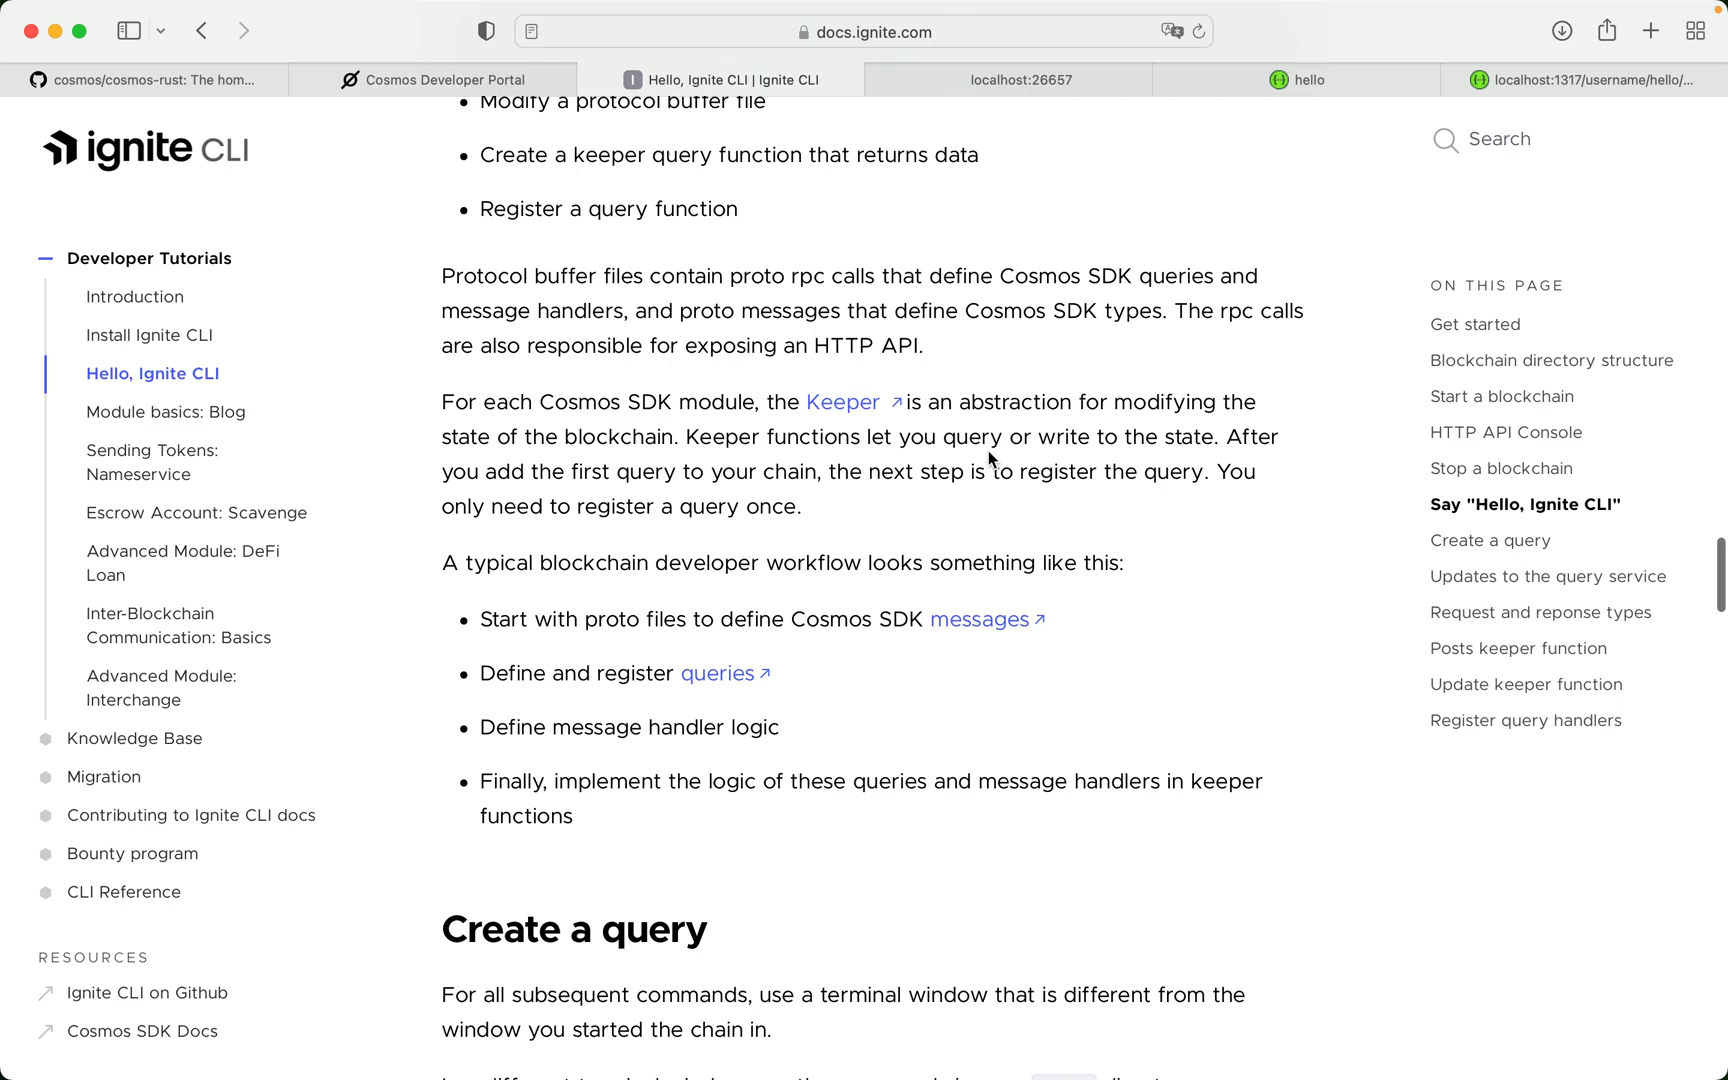 docs.ignite.com
cosmos/cosmos-rust: The hom...
Cosmos Developer Portal
Hello, Ignite CLI | Ignite CLI
localhost:26657
hello
localhost:1317/username/hello/...
ignite CLI
Developer Tutorials
Introduction
Install Ignite CLI
Hello, Ignite CLI
Module basics: Blog
Sending Tokens:
Nameservice
Escrow Account: Scavenge
Advanced Module: DeFi
Loan
Inter-Blockchain
Communication: Basics
Advanced Module:
Interchange
Knowledge Base
Migration
Contributing to Ignite CLI docs
Bounty program
CLI Reference
RESOURCES
Ignite CLI on Github
Cosmos SDK Docs
Modify a protocol buffer file
Create a keeper query function that returns data
Register a query function
Protocol buffer files contain proto rpc calls that define Cosmos SDK queries and
message handlers, and proto messages that define Cosmos SDK types. The rpc calls
are also responsible for exposing an HTTP API.
For each Cosmos SDK module, the Keeper is an abstraction for modifying the
state of the blockchain. Keeper functions let you query or write to the state. After
you add the first query to your chain, the next step is to register the query. You
only need to register a query once.
A typical blockchain developer workflow looks something like this:
Start with proto files to define Cosmos SDK messages
Define and register queries
Define message handler logic
Finally, implement the logic of these queries and message handlers in keeper
functions
Create a query
For all subsequent commands, use a terminal window that is different from the
window you started the chain in.
Search
ON THIS PAGE
Get started
Blockchain directory structure
Start a blockchain
HTTP API Console
Stop a blockchain
Say "Hello, Ignite CLI"
Create a query
Updates to the query service
Request and reponse types
Posts keeper function
Update keeper function
Register query handlers